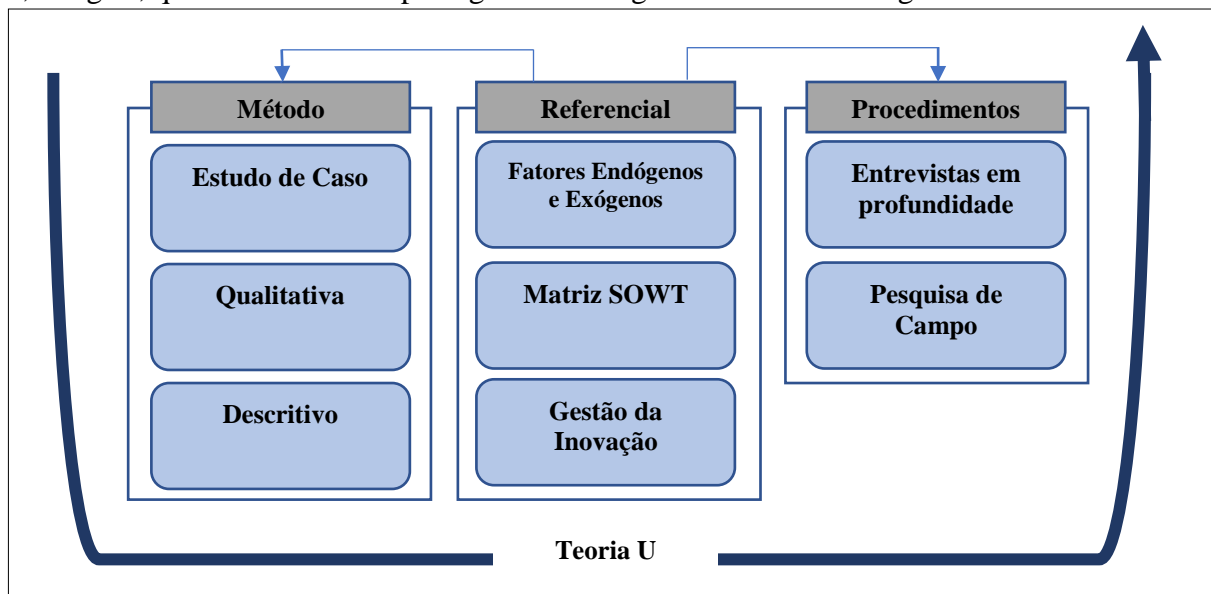 Método
Estudo de Caso
Qualitativa
Descritivo
Referencial
Fatores Endógenos
e Exógenos
Matriz SOWT
Gestão da
Inovação
Procedimentos
Entrevistas em
profundidade
Pesquisa de
Campo
Teoria U